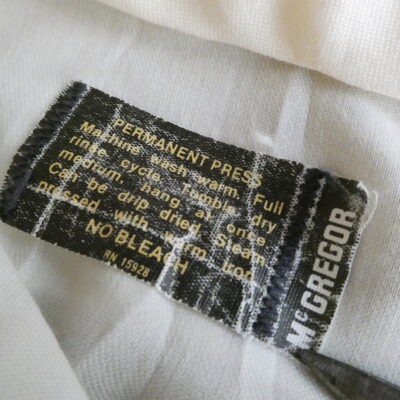 PERMANENT PRESS
Machine wash warm. Full
rinse cycle, tumble dry
medium, hang at once
Can be drip dried. Steam
pressed with warm iron
NO BLEACH
RN 15928
McGREGOR